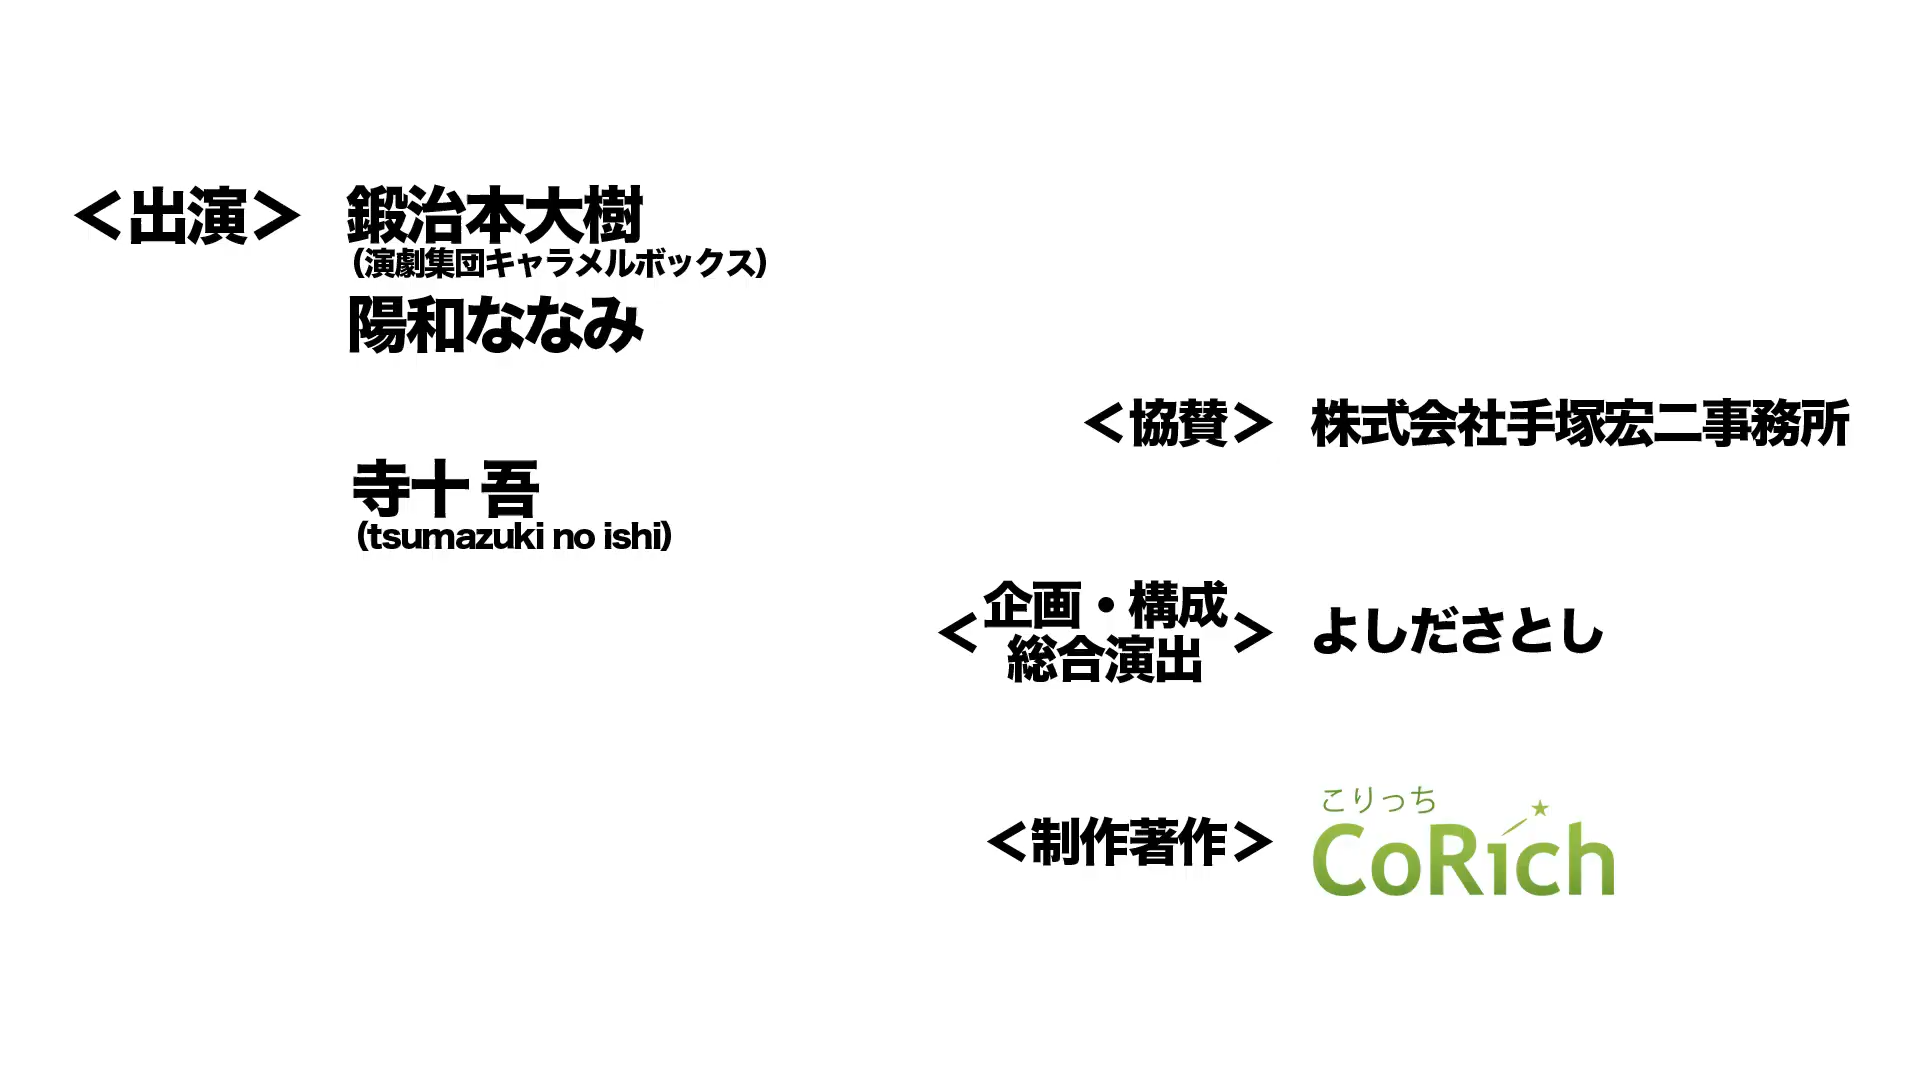 ＜出演＞ 鍛治本大樹
（演劇集団キャラメルボックス）
陽和ななみ
寺十 吾
（tsumazuki no ishi）
＜協賛＞ 株式会社手塚宏二事務所
＜企画・構成
総合演出＞ よしださとし
＜制作著作＞
こりっち
CoRich